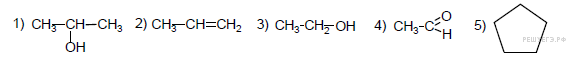 1) CH₃—CH—CH₃ 2) CH₃—CH=CH₂ 3) CH₃-CH₂-OH 4) CH₃-C 5)
OH
O
H
РЕШУЕГЭ.РФ